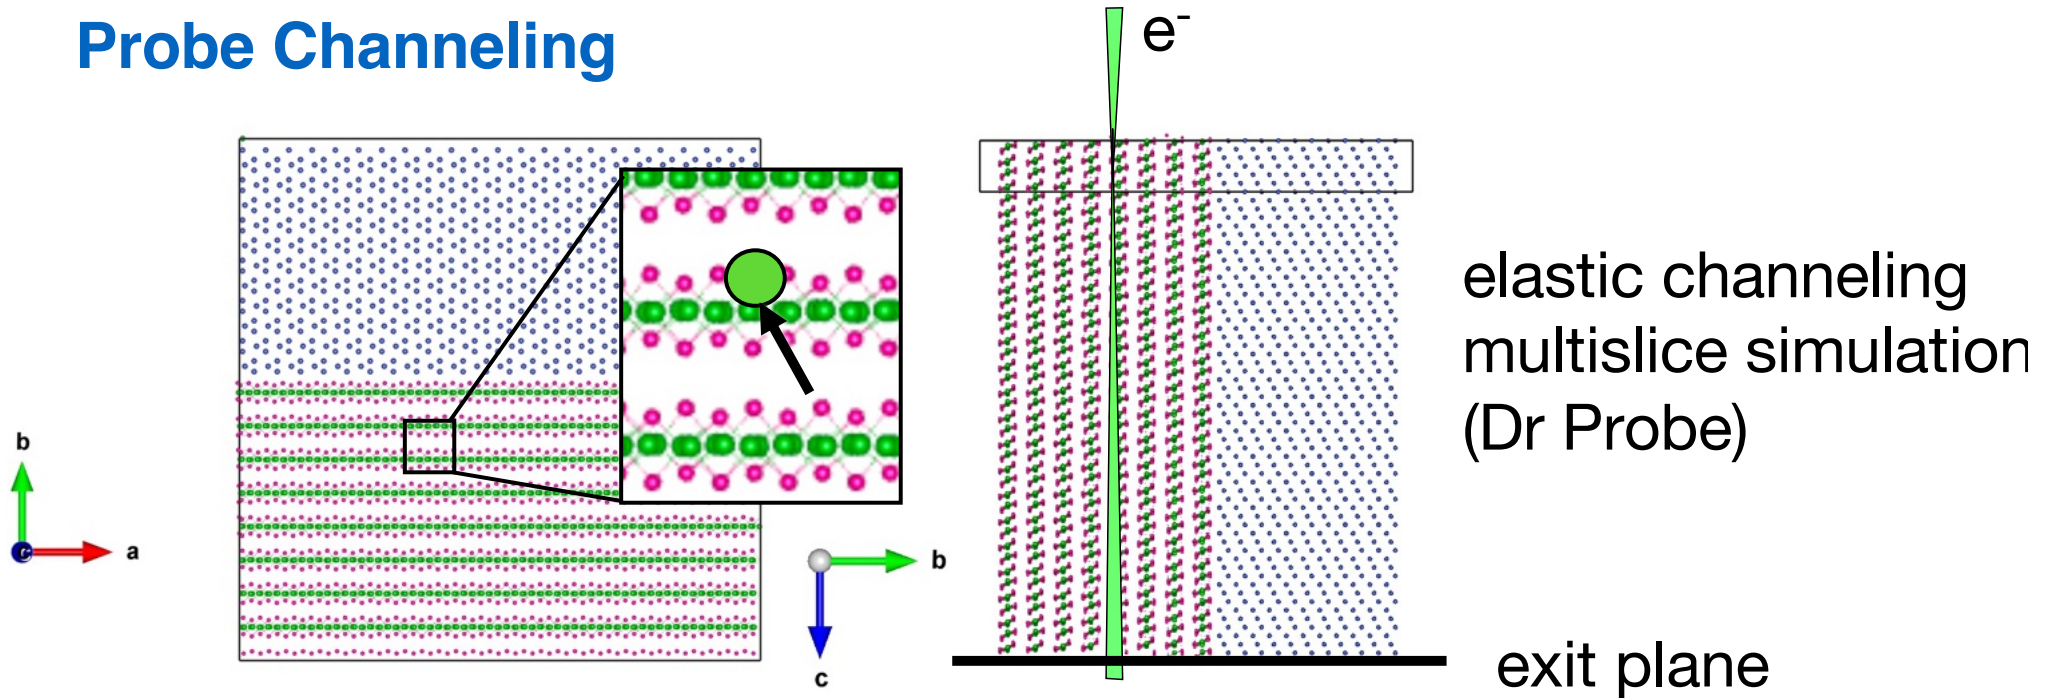 Probe Channeling
e-
elastic channeling
multislice simulation
(Dr Probe)
b
c
a
b
c
exit plane